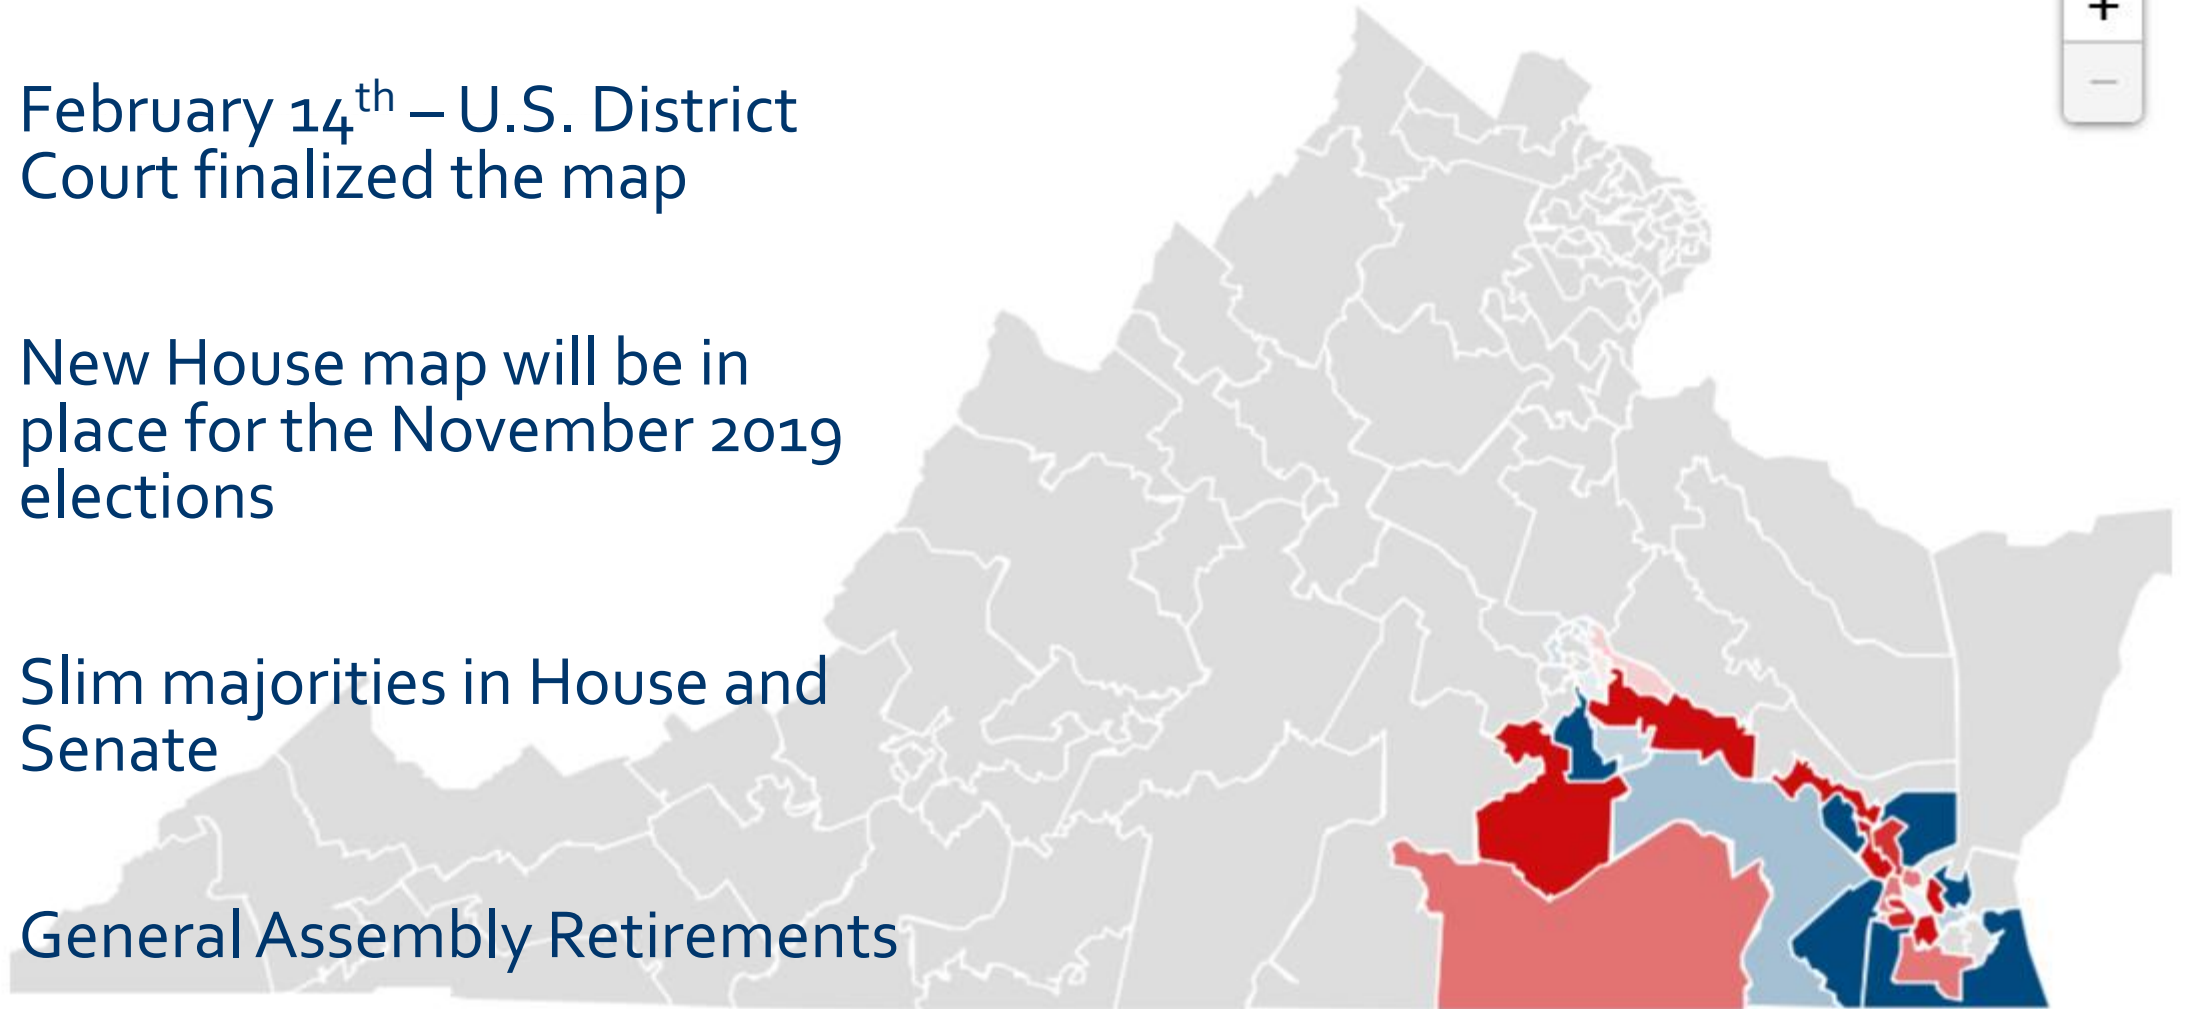 February 14th – U.S. District
Court finalized the map
New House map will be in
place for the November 2019
elections
Slim majorities in House and
Senate
General Assembly Retirements
+
−